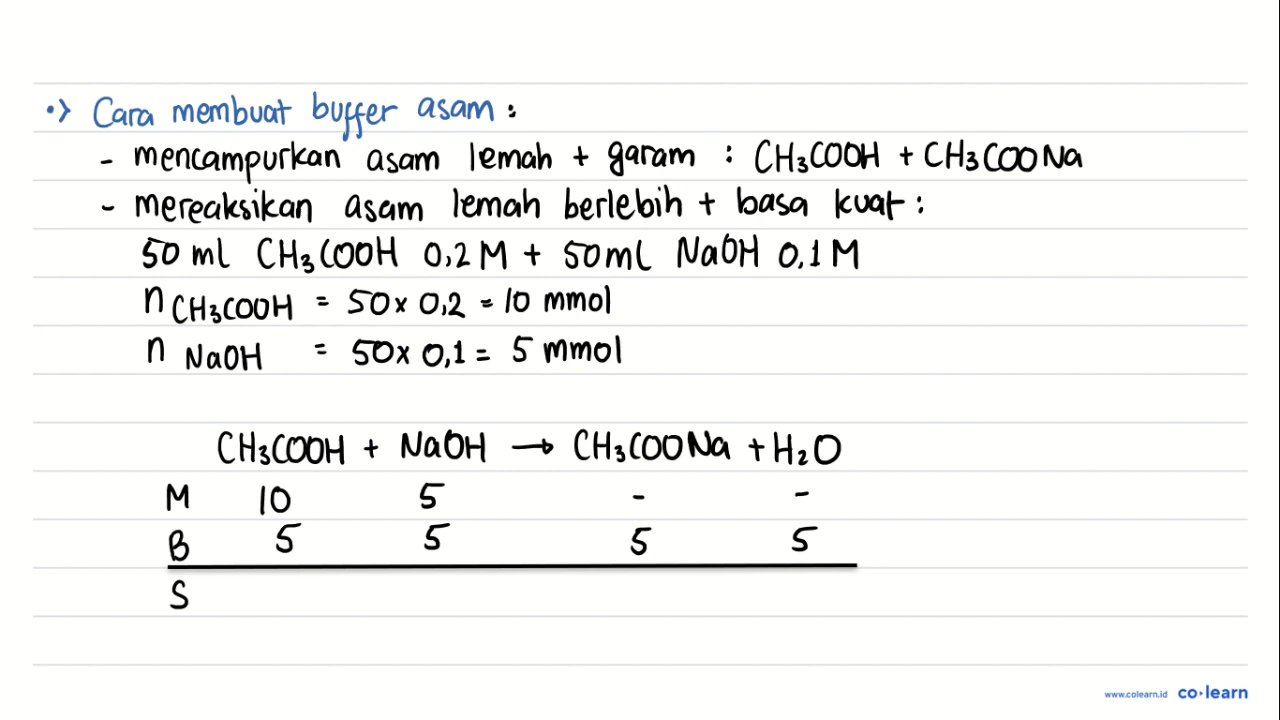 •> Cara membuat buffer asam :
- mencampurkan asam lemah + garam : CH₃COOH + CH₃COONa
- mereaksikan asam lemah berlebih + basa kuat :
50 ml CH₃COOH 0,2 M + 50 ml NaOH 0,1 M
n CH₃COOH = 50 x 0,2 = 10 mmol
n NaOH = 50 x 0,1 = 5 mmol
CH₃COOH + NaOH → CH₃COONa + H₂O
M 10 5 - -
B 5 5 5 5
S
www.colearn.id co·learn